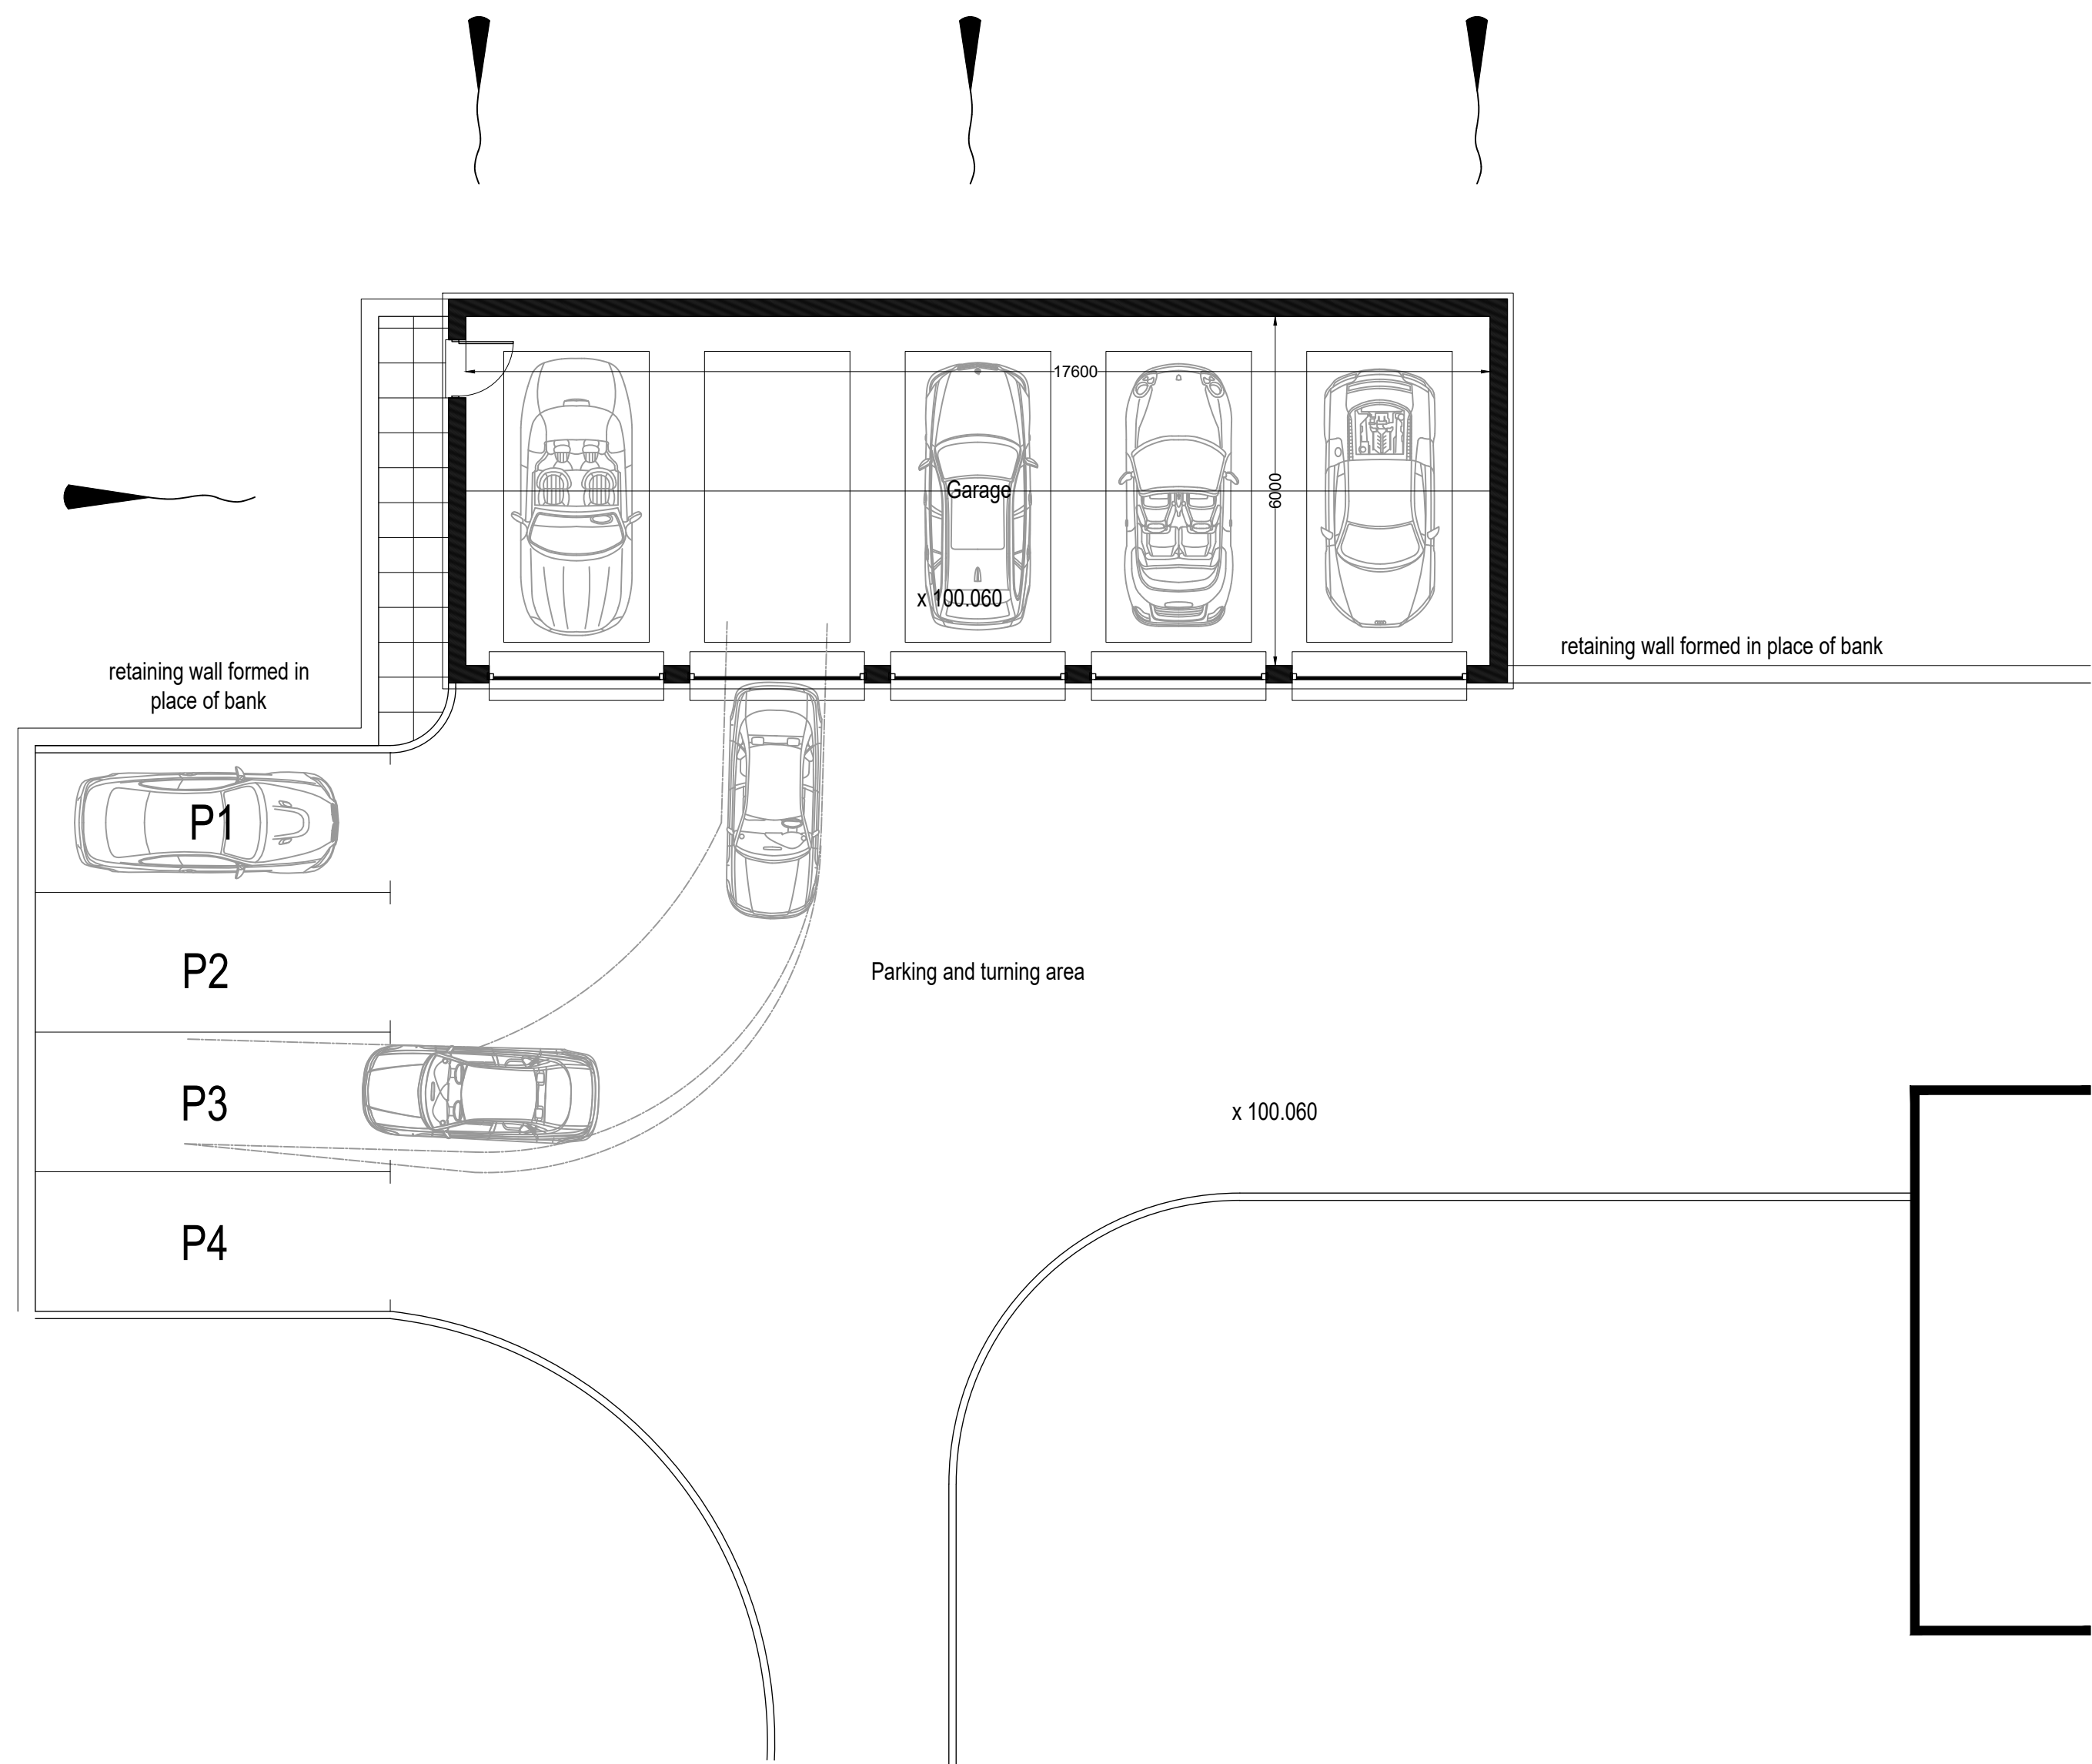 17600
Garage
6000
x 100.060
retaining wall formed in place of bank
retaining wall formed in
place of bank
P1
P2
Parking and turning area
P3
x 100.060
P4